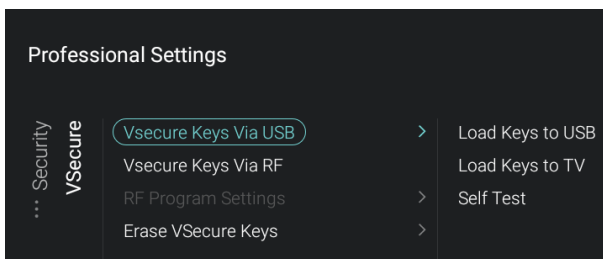 Professional Settings
... Security
VSecure
Vsecure Keys Via USB
Vsecure Keys Via RF
RF Program Settings
Erase VSecure Keys
Load Keys to USB
Load Keys to TV
Self Test